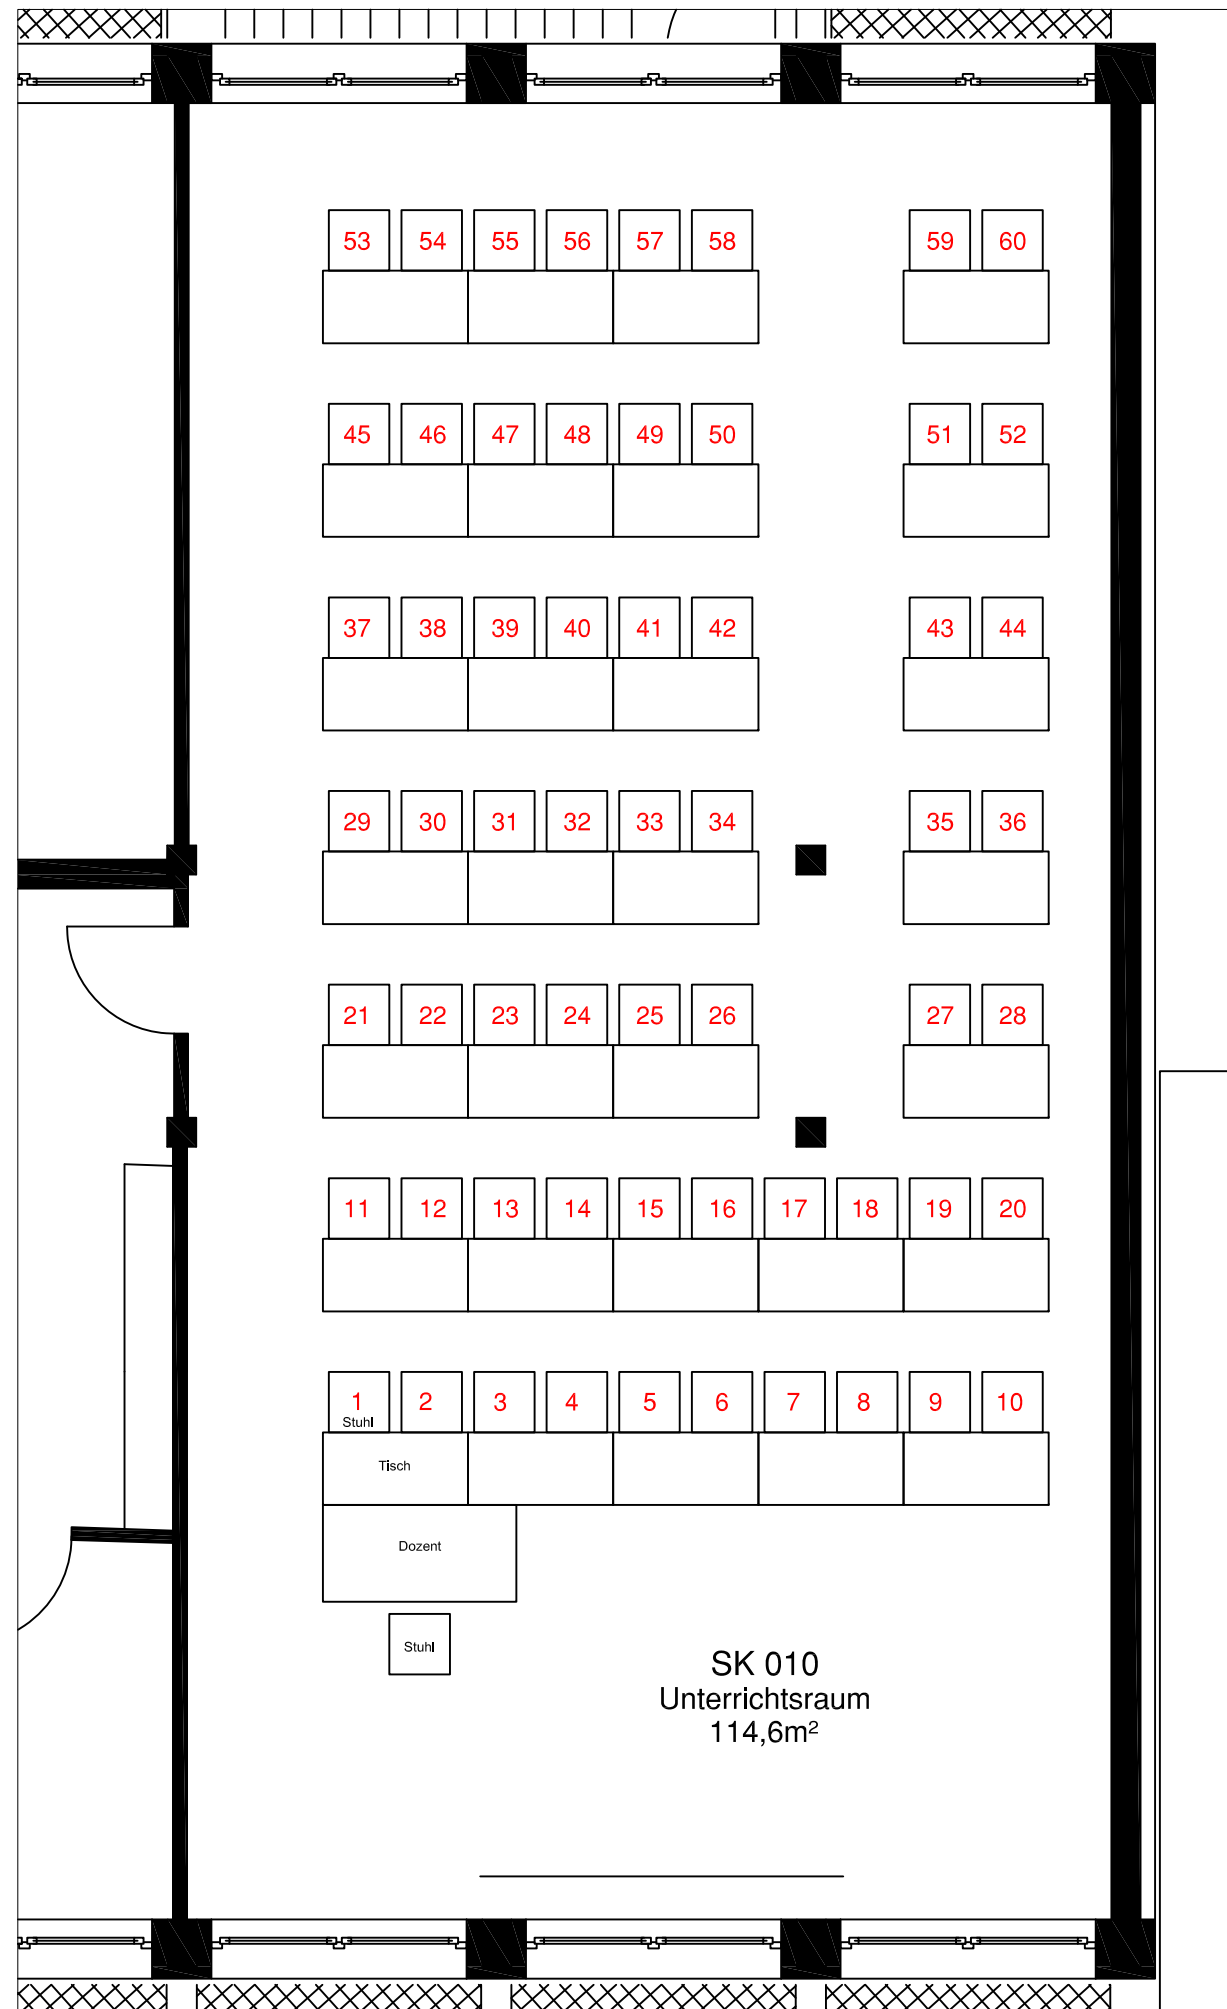 53 54 55 56 57 58 59 60
45 46 47 48 49 50 51 52
37 38 39 40 41 42 43 44
29 30 31 32 33 34 35 36
21 22 23 24 25 26 27 28
11 12 13 14 15 16 17 18 19 20
1 2 3 4 5 6 7 8 9 10
Stuhl
Tisch
Dozent
Stuhl
SK 010
Unterrichtsraum
114,6m²